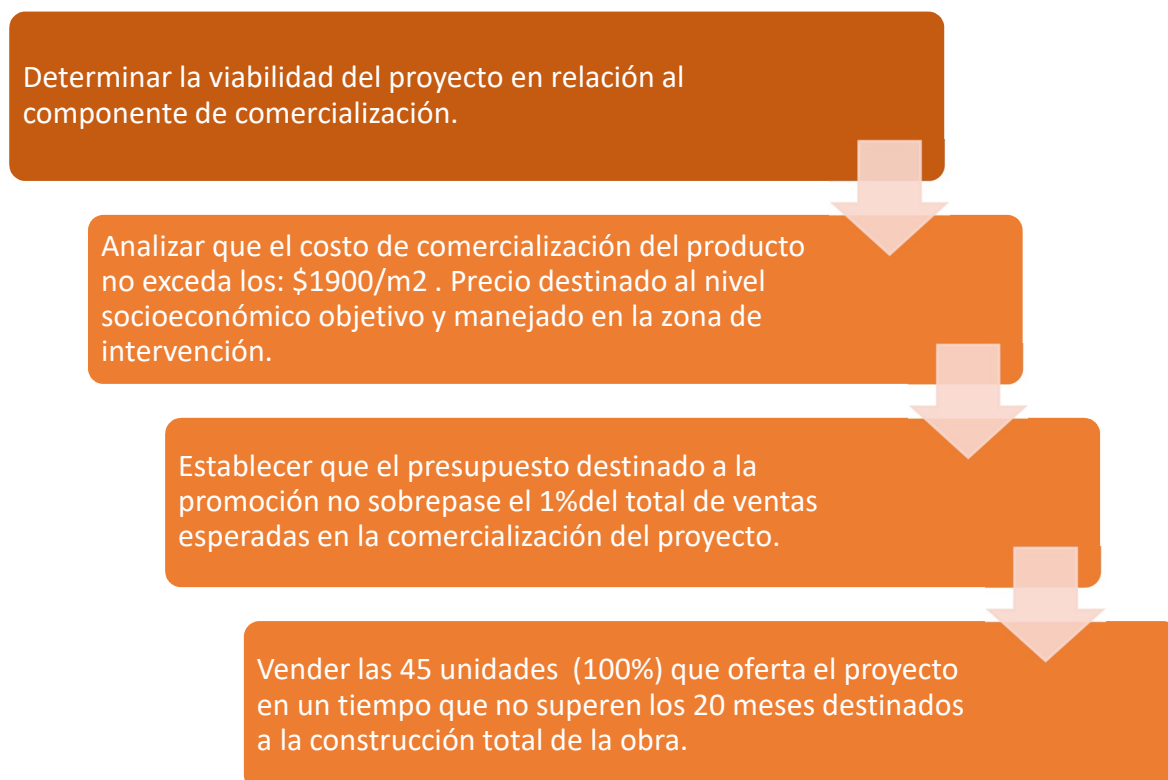 Determinar la viabilidad del proyecto en relación al
componente de comercialización.
Analizar que el costo de comercialización del producto
no exceda los: $1900/m2 . Precio destinado al nivel
socioeconómico objetivo y manejado en la zona de
intervención.
Establecer que el presupuesto destinado a la
promoción no sobrepase el 1%del total de ventas
esperadas en la comercialización del proyecto.
Vender las 45 unidades (100%) que oferta el proyecto
en un tiempo que no superen los 20 meses destinados
a la construcción total de la obra.